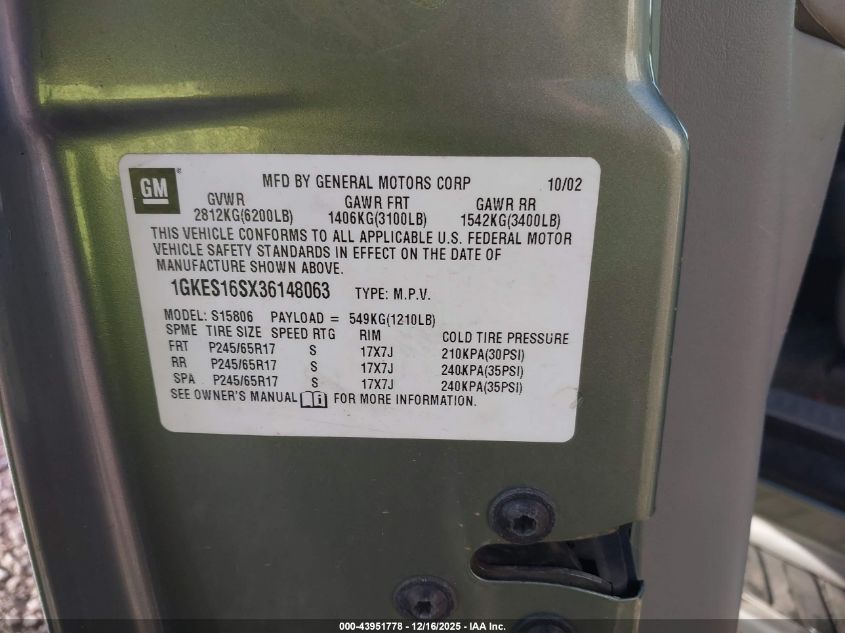 GM ® MFD BY GENERAL MOTORS CORP 10/02
GVWR GAWR FRT GAWR RR
2812KG(6200LB) 1406KG(3100LB) 1542KG(3400LB)
THIS VEHICLE CONFORMS TO ALL APPLICABLE U.S. FEDERAL MOTOR
VEHICLE SAFETY STANDARDS IN EFFECT ON THE DATE OF
MANUFACTURE SHOWN ABOVE.
1GKES16SX36148063 TYPE: M.P.V.
MODEL: S15806 PAYLOAD = 549KG(1210LB)
SPME TIRE SIZE SPEED RTG RIM COLD TIRE PRESSURE
FRT P245/65R17 S 17X7J 210KPA(30PSI)
RR P245/65R17 S 17X7J 240KPA(35PSI)
SPA P245/65R17 S 17X7J 240KPA(35PSI)
SEE OWNER'S MANUAL FOR MORE INFORMATION.
000-43951778 - 12/16/2025 - IAA Inc.